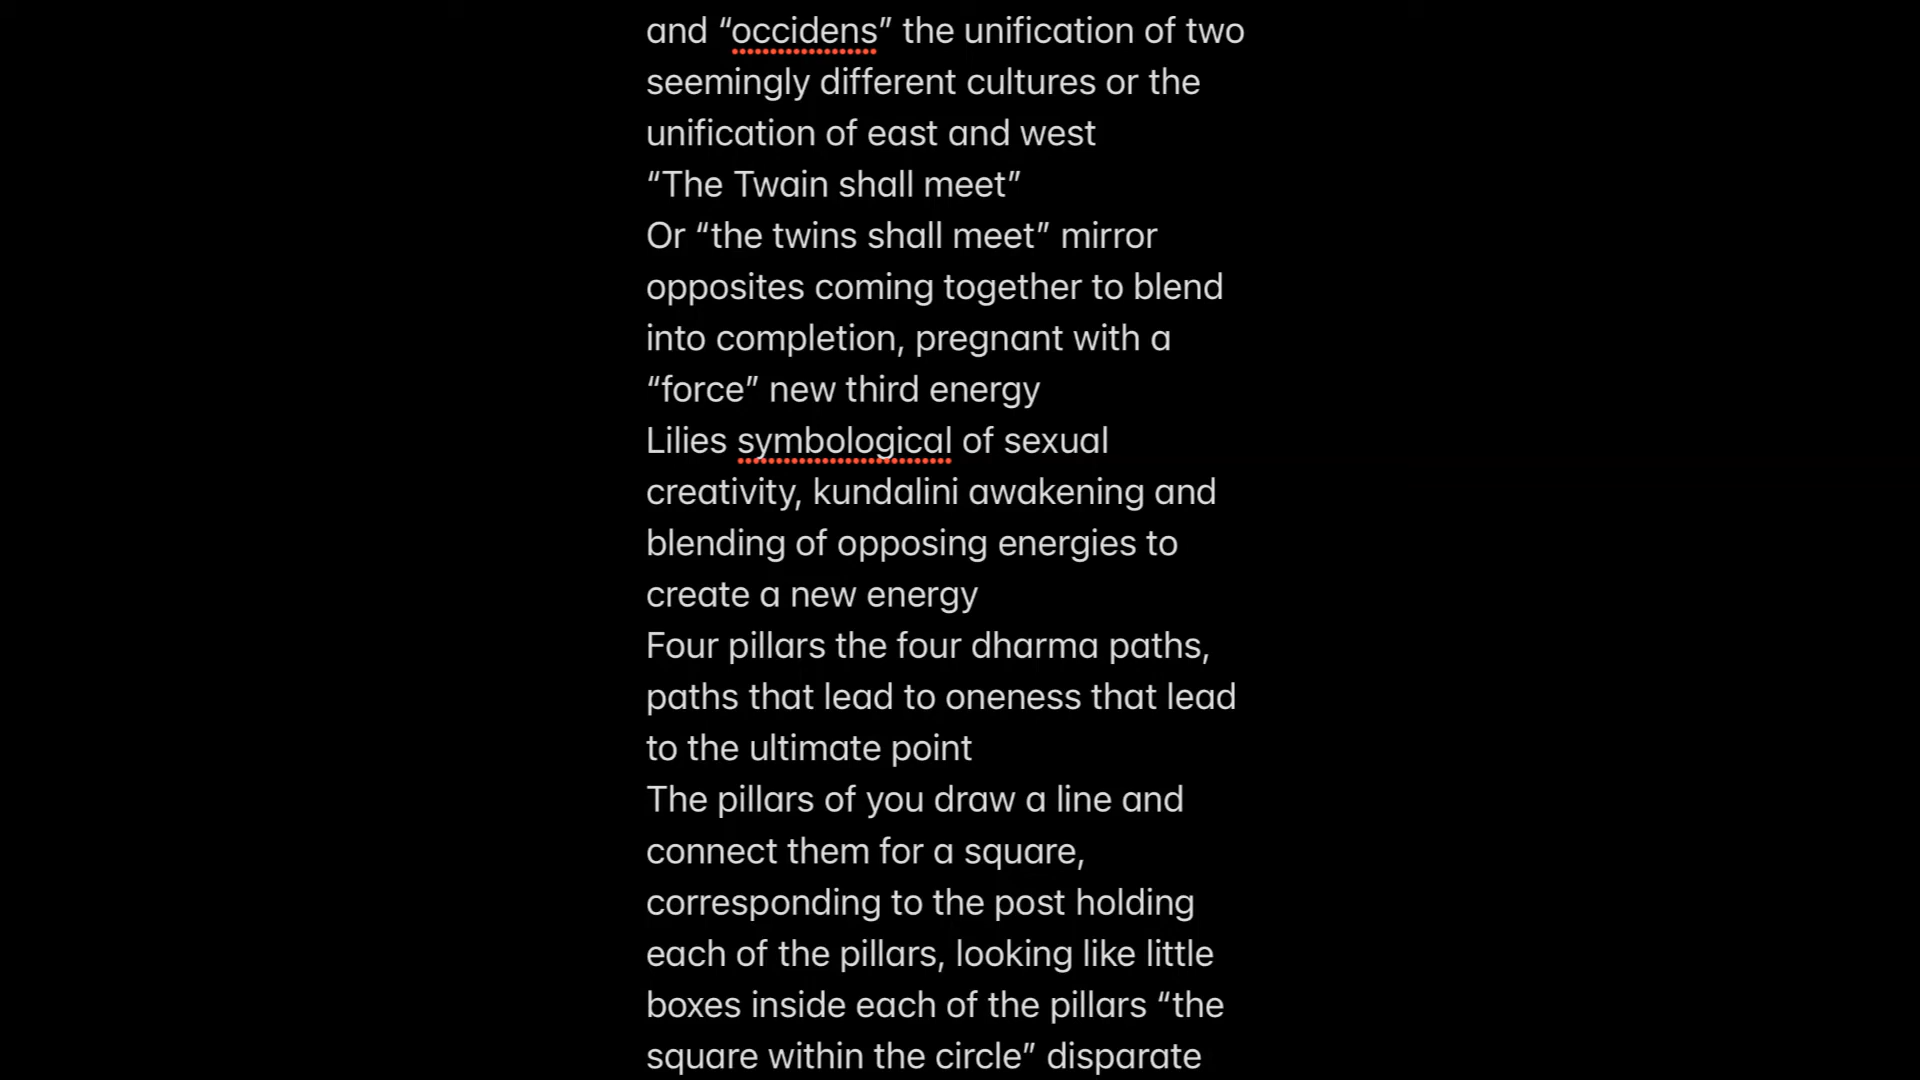 and “occidens” the unification of two
seemingly different cultures or the
unification of east and west
“The Twain shall meet”
Or “the twins shall meet” mirror
opposites coming together to blend
into completion, pregnant with a
“force” new third energy
Lilies symbological of sexual
creativity, kundalini awakening and
blending of opposing energies to
create a new energy
Four pillars the four dharma paths,
paths that lead to oneness that lead
to the ultimate point
The pillars of you draw a line and
connect them for a square,
corresponding to the post holding
each of the pillars, looking like little
boxes inside each of the pillars “the
square within the circle” disparate